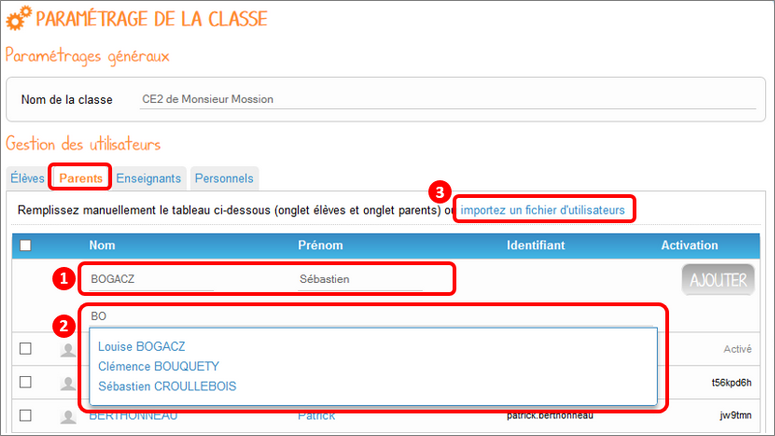 PARAMÉTRAGE DE LA CLASSE
Paramétrages généraux
Nom de la classe CE2 de Monsieur Mossion
Gestion des utilisateurs
Élèves Parents Enseignants Personnels
3
Remplissez manuellement le tableau ci-dessous (onglet élèves et onglet parents) ou importez un fichier d'utilisateurs
Nom Prénom Identifiant Activation
1 BOGACZ Sébastien AJOUTER
2 BO
Louise BOGACZ Activé
Clémence BOUQUETY
Sébastien CROULLEBOIS t56kpd6h
BERTHONNEAU Patrick patrick.berthonneau jw9tmn